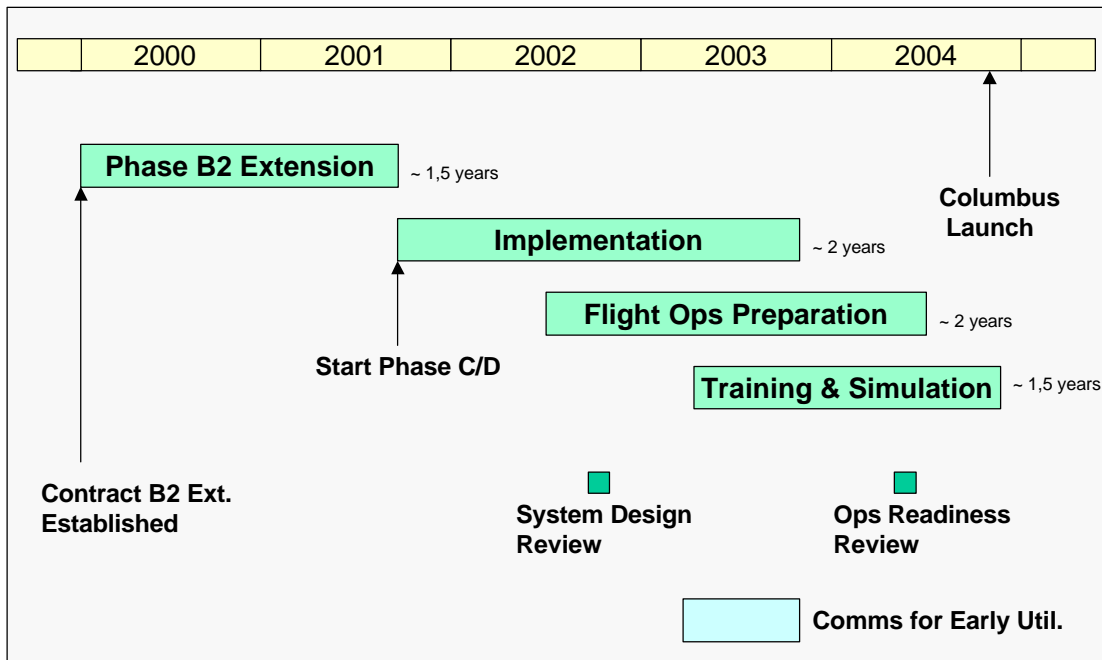 2000 2001 2002 2003 2004
Phase B2 Extension
~ 1,5 years
Columbus
Launch
Implementation
~ 2 years
Flight Ops Preparation
~ 2 years
Start Phase C/D
Training & Simulation
~ 1,5 years
Contract B2 Ext.
Established
System Design
Review
Ops Readiness
Review
Comms for Early Util.